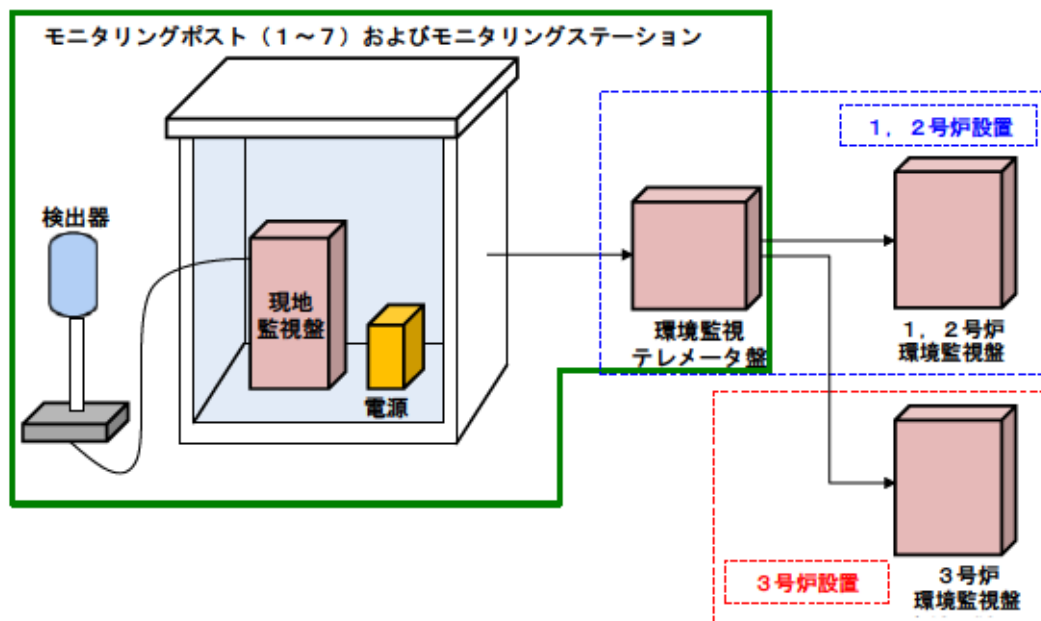 モニタリングポスト（１～７）およびモニタリングステーション
１，２号炉設置
検出器
現地
監視盤
電源
環境監視
テレメータ盤
１，２号炉
環境監視盤
３号炉設置
３号炉
環境監視盤